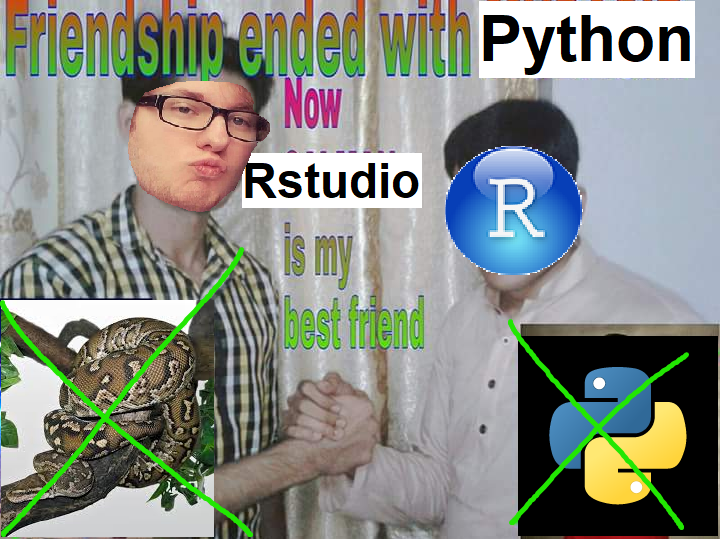 Friendship ended with Python
Now
Rstudio
is my
best friend
R